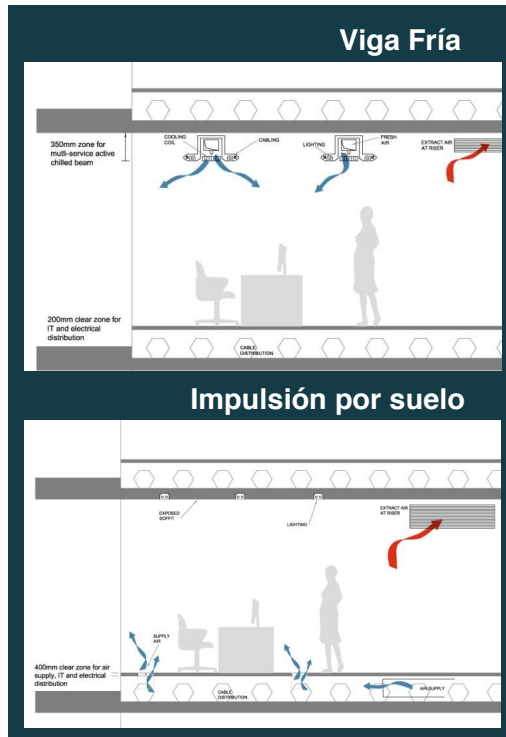 Viga Fría
350mm zone for
mutli-service active
chilled beam
COOLING
COIL
CABLING
LIGHTING
FRESH
AIR
EXTRACT AIR
AT RISER
200mm clear zone for
IT and electrical
distribution
CABLE
DISTRIBUTION
Impulsión por suelo
EXPOSED
SOFFIT
LIGHTING
EXTRACT AIR
AT RISER
SUPPLY
AIR
400mm clear zone for air
supply, IT and electrical
distribution
CABLE
DISTRIBUTION
AIR SUPPLY